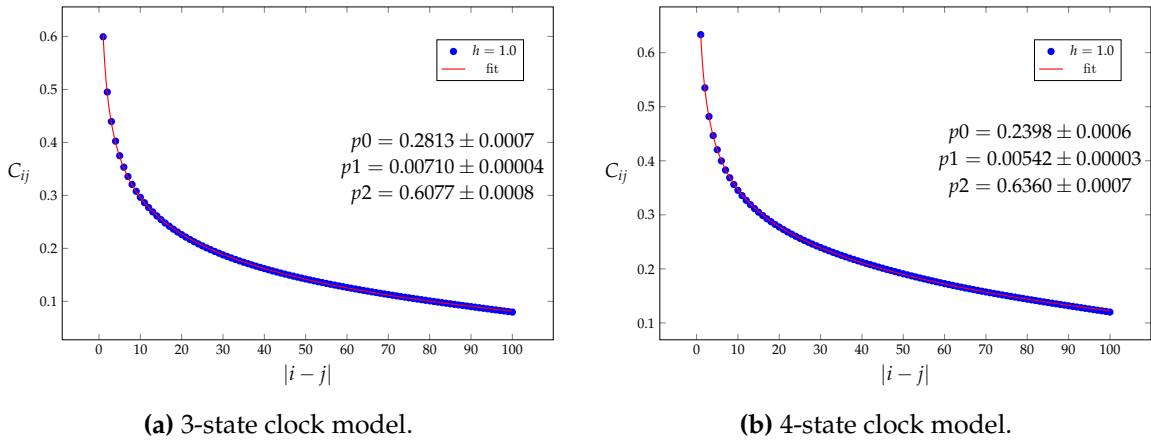 0.6
0.5
0.4
0.3
0.2
0.1
C_{ij}
h = 1.0
fit
p0 = 0.2813 ± 0.0007
p1 = 0.00710 ± 0.00004
p2 = 0.6077 ± 0.0008
0 10 20 30 40 50 60 70 80 90 100
|i − j|
(a) 3-state clock model.
0.6
0.5
0.4
0.3
0.2
0.1
C_{ij}
h = 1.0
fit
p0 = 0.2398 ± 0.0006
p1 = 0.00542 ± 0.00003
p2 = 0.6360 ± 0.0007
0 10 20 30 40 50 60 70 80 90 100
|i − j|
(b) 4-state clock model.